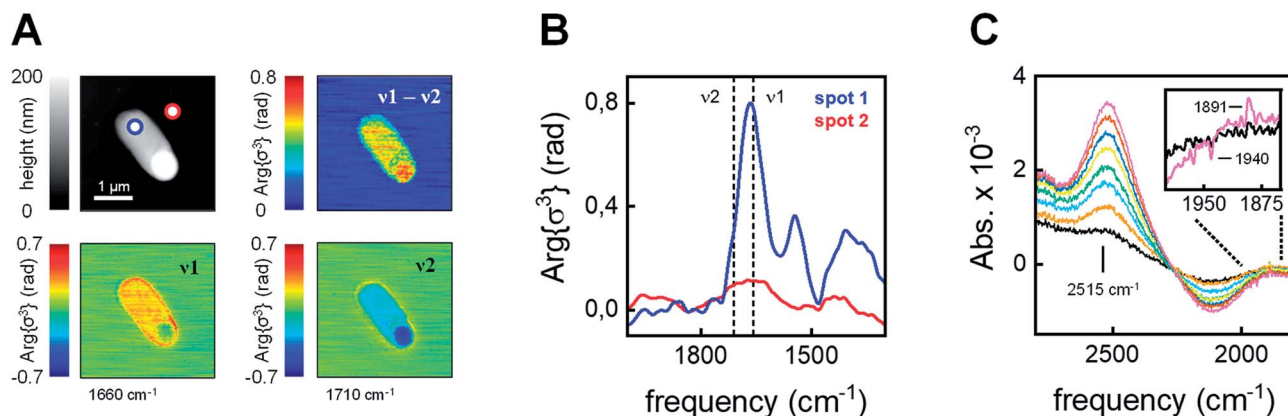 A
200
height (nm)
0
1 µm
0.8
Arg{σ³} (rad)
0
ν1 – ν2
0.7
Arg{σ³} (rad)
-0.7
ν1
1660 cm⁻¹
0.7
Arg{σ³} (rad)
-0.7
ν2
1710 cm⁻¹
B
ν2
ν1
spot 1
spot 2
0.8
0.4
0,0
Arg{σ³} (rad)
1800
1500
frequency (cm⁻¹)
C
4
2
0
Abs. x 10⁻³
1891
1940
1950
1875
2515 cm⁻¹
2500
2000
frequency (cm⁻¹)